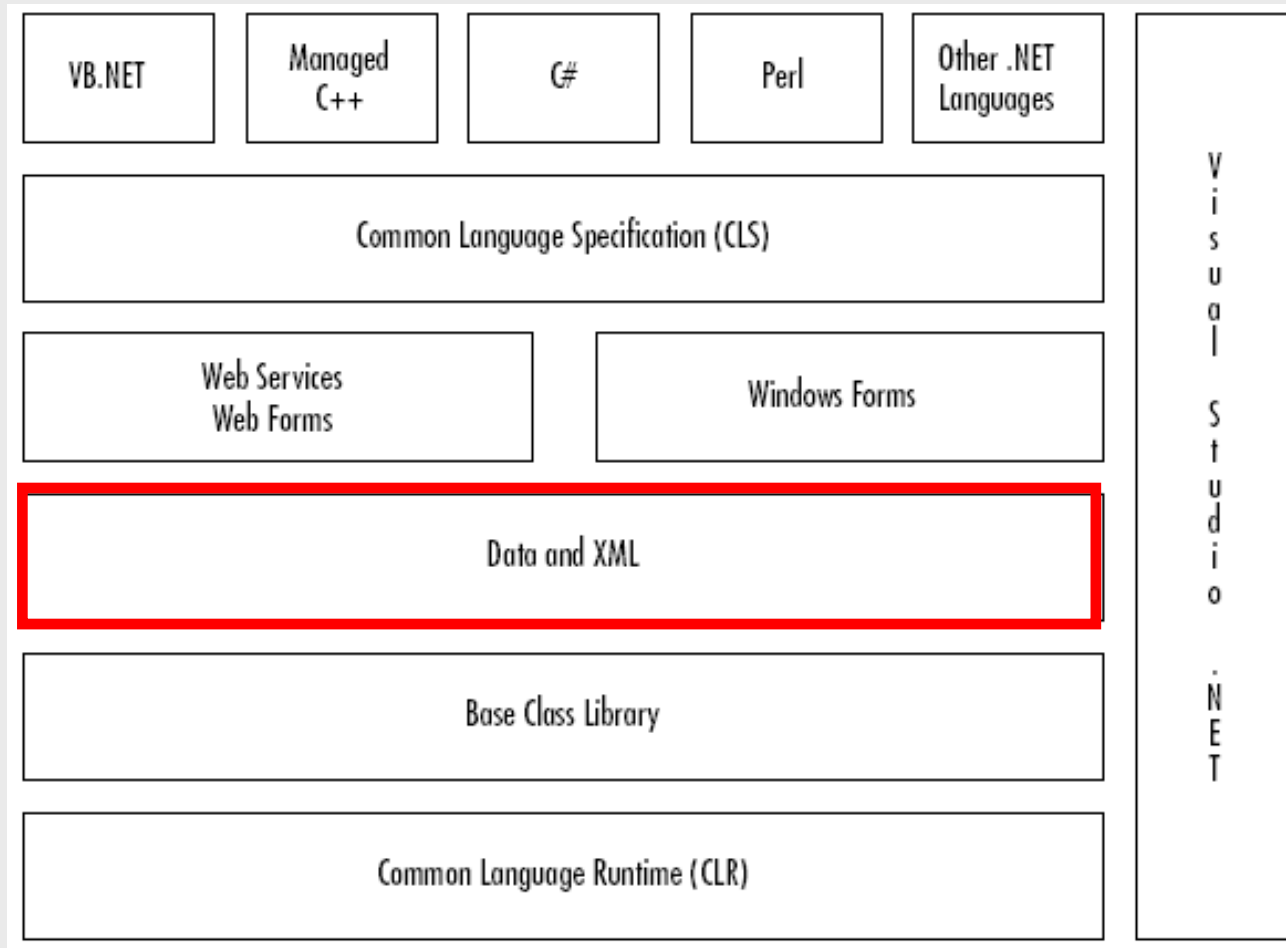 VB.NET
Managed
C++
C#
Perl
Other .NET
Languages
Common Language Specification (CLS)
Web Services
Web Forms
Windows Forms
Data and XML
Base Class Library
Common Language Runtime (CLR)
Visual Studio .NET